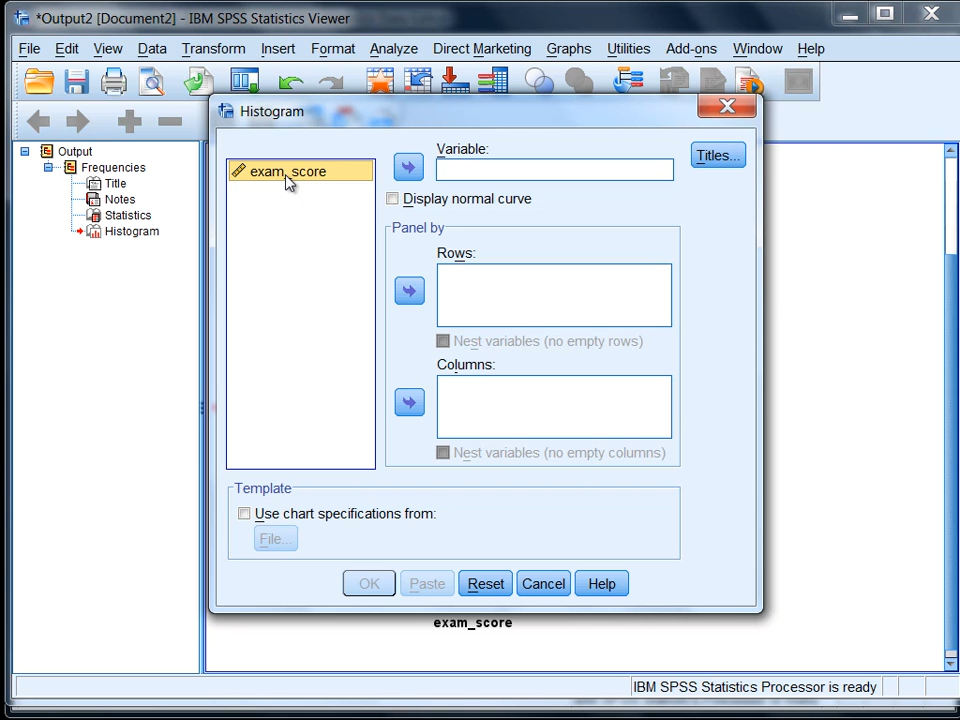 *Output2 [Document2] - IBM SPSS Statistics Viewer
File Edit View Data Transform Insert Format Analyze Direct Marketing Graphs Utilities Add-ons Window Help
Histogram
Output
Frequencies
Title
Notes
Statistics
Histogram
exam_score
Variable:
Titles...
Display normal curve
Panel by
Rows:
Nest variables (no empty rows)
Columns:
Nest variables (no empty columns)
Template
Use chart specifications from:
File...
OK Paste Reset Cancel Help
exam_score
IBM SPSS Statistics Processor is ready